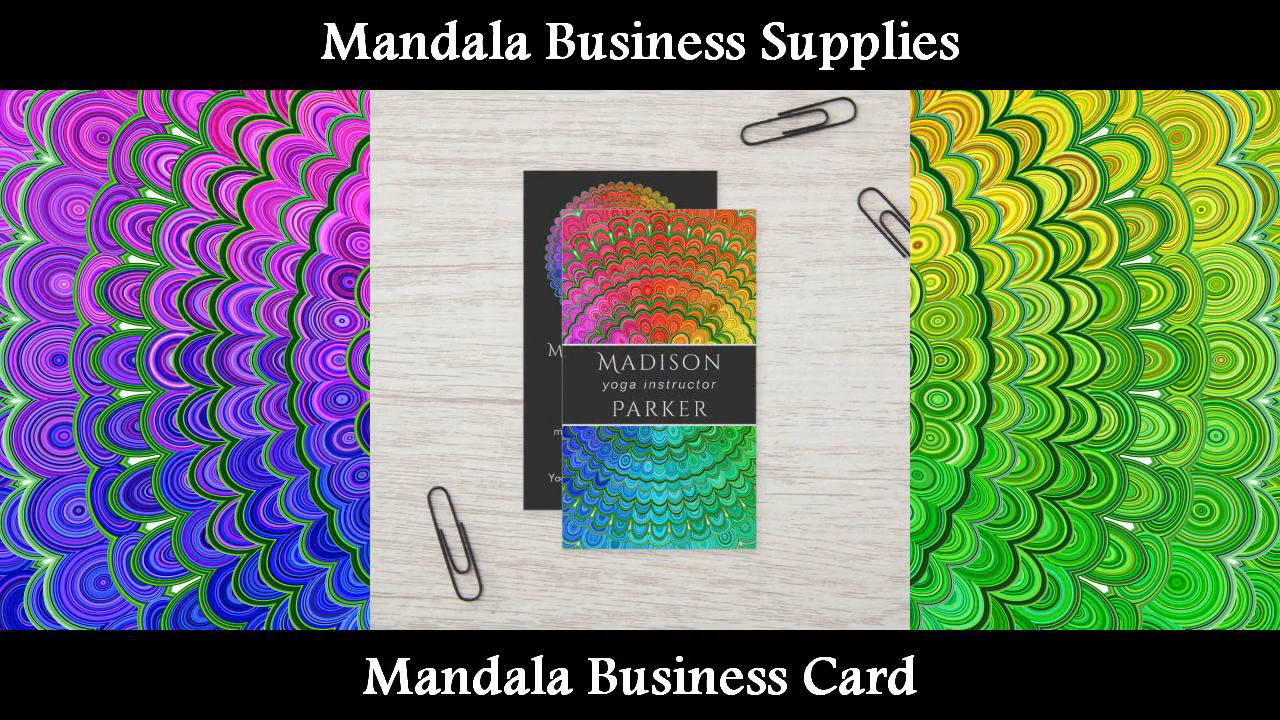 Mandala Business Supplies
MADISON
yoga instructor
PARKER
Mandala Business Card